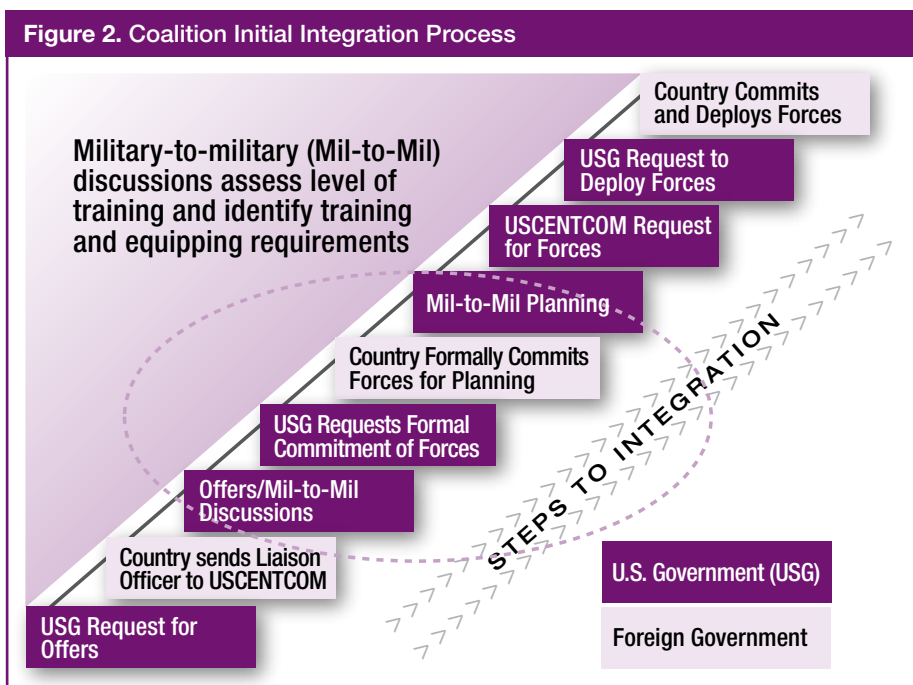 Figure 2. Coalition Initial Integration Process
Military-to-military (Mil-to-Mil)
discussions assess level of
training and identify training
and equipping requirements
Country Commits
and Deploys Forces
USG Request to
Deploy Forces
USCENTCOM Request
for Forces
Mil-to-Mil Planning
Country Formally Commits
Forces for Planning
USG Requests Formal
Commitment of Forces
Offers/Mil-to-Mil
Discussions
Country sends Liaison
Officer to USCENTCOM
USG Request for
Offers
STEPS TO INTEGRATION
U.S. Government (USG)
Foreign Government